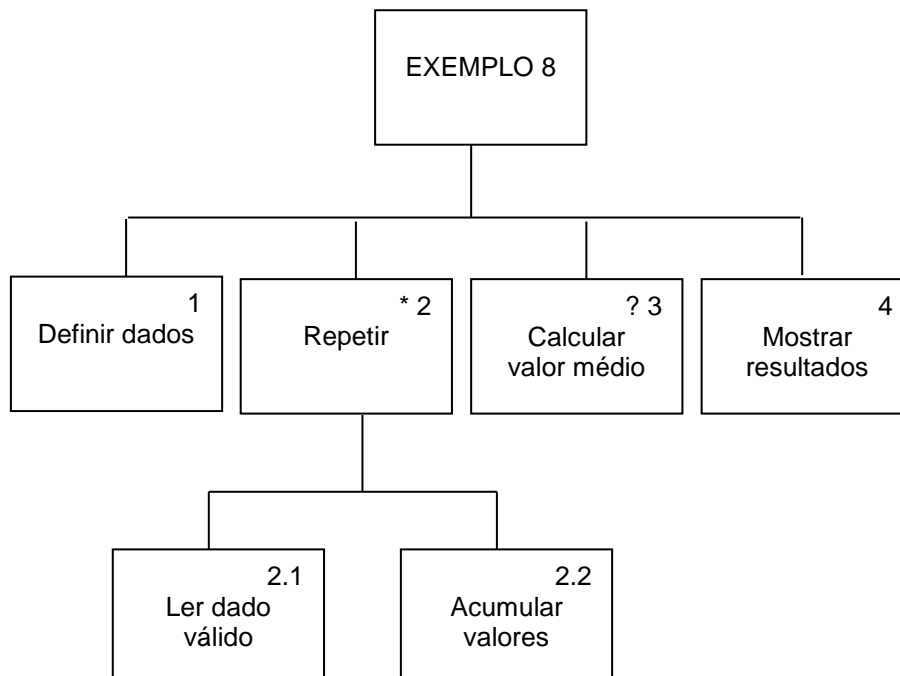 EXEMPLO 8
1
Definir dados
* 2
Repetir
? 3
Calcular
valor médio
4
Mostrar
resultados
2.1
Ler dado
válido
2.2
Acumular
valores